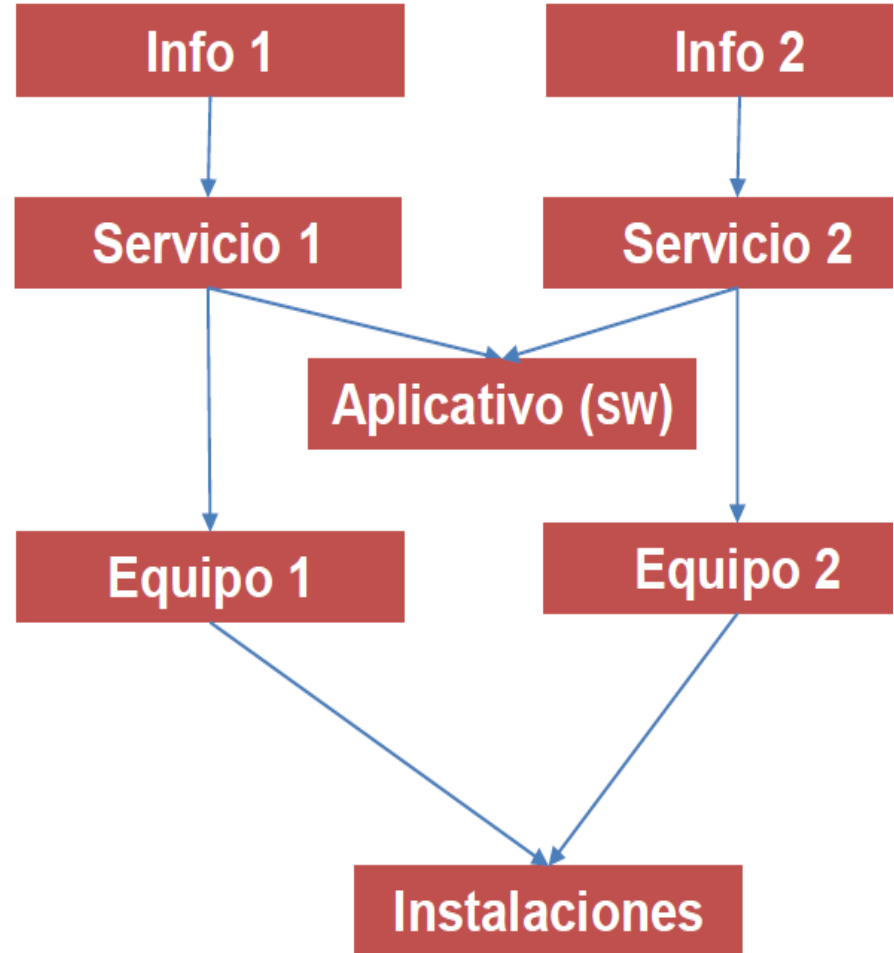 Info 1
Info 2
Servicio 1
Servicio 2
Aplicativo (SW)
Equipo 1
Equipo 2
Instalaciones